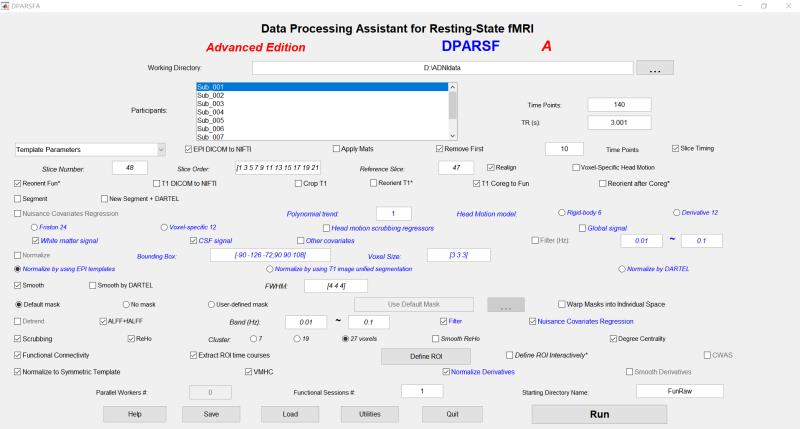 DPARSFA
Data Processing Assistant for Resting-State fMRI
Advanced Edition DPARSF A
Working Directory: D:\ADNIdata ...
Participants: Sub_001
Sub_002
Sub_003
Sub_004
Sub_005
Sub_006
Sub_007
Time Points: 140
TR (s): 3.001
Template Parameters EPI DICOM to NIFTI Apply Mats Remove First 10 Time Points Slice Timing
Slice Number: 48 Slice Order: [1 3 5 7 9 11 13 15 17 19 21 Reference Slice: 47 Realign Voxel-Specific Head Motion
Reorient Fun* T1 DICOM to NIFTI Crop T1 Reorient T1* T1 Coreg to Fun Reorient after Coreg*
Segment New Segment + DARTEL
Nuisance Covariates Regression Polynomial trend: 1 Head Motion model: Rigid-body 6 Derivative 12
Friston 24 Voxel-specific 12 Head motion scrubbing regressors Global signal
White matter signal CSF signal Other covariates Filter (Hz): 0.01 ~ 0.1
Normalize Bounding Box: [-90 -126 -72;90 90 108] Voxel Size: [3 3 3]
Normalize by using EPI templates Normalize by using T1 image unified segmentation Normalize by DARTEL
Smooth Smooth by DARTEL FWHM: [4 4 4]
Default mask No mask User-defined mask Use Default Mask ... Warp Masks into Individual Space
Detrend ALFF+fALFF Band (Hz): 0.01 ~ 0.1 Filter Nuisance Covariates Regression
Scrubbing ReHo Cluster: 7 19 27 voxels Smooth ReHo Degree Centrality
Functional Connectivity Extract ROI time courses Define ROI Define ROI Interactively* CWAS
Normalize to Symmetric Template VMHC Normalize Derivatives Smooth Derivatives
Parallel Workers #: 0 Functional Sessions #: 1 Starting Directory Name: FunRaw
Help Save Load Utilities Quit Run